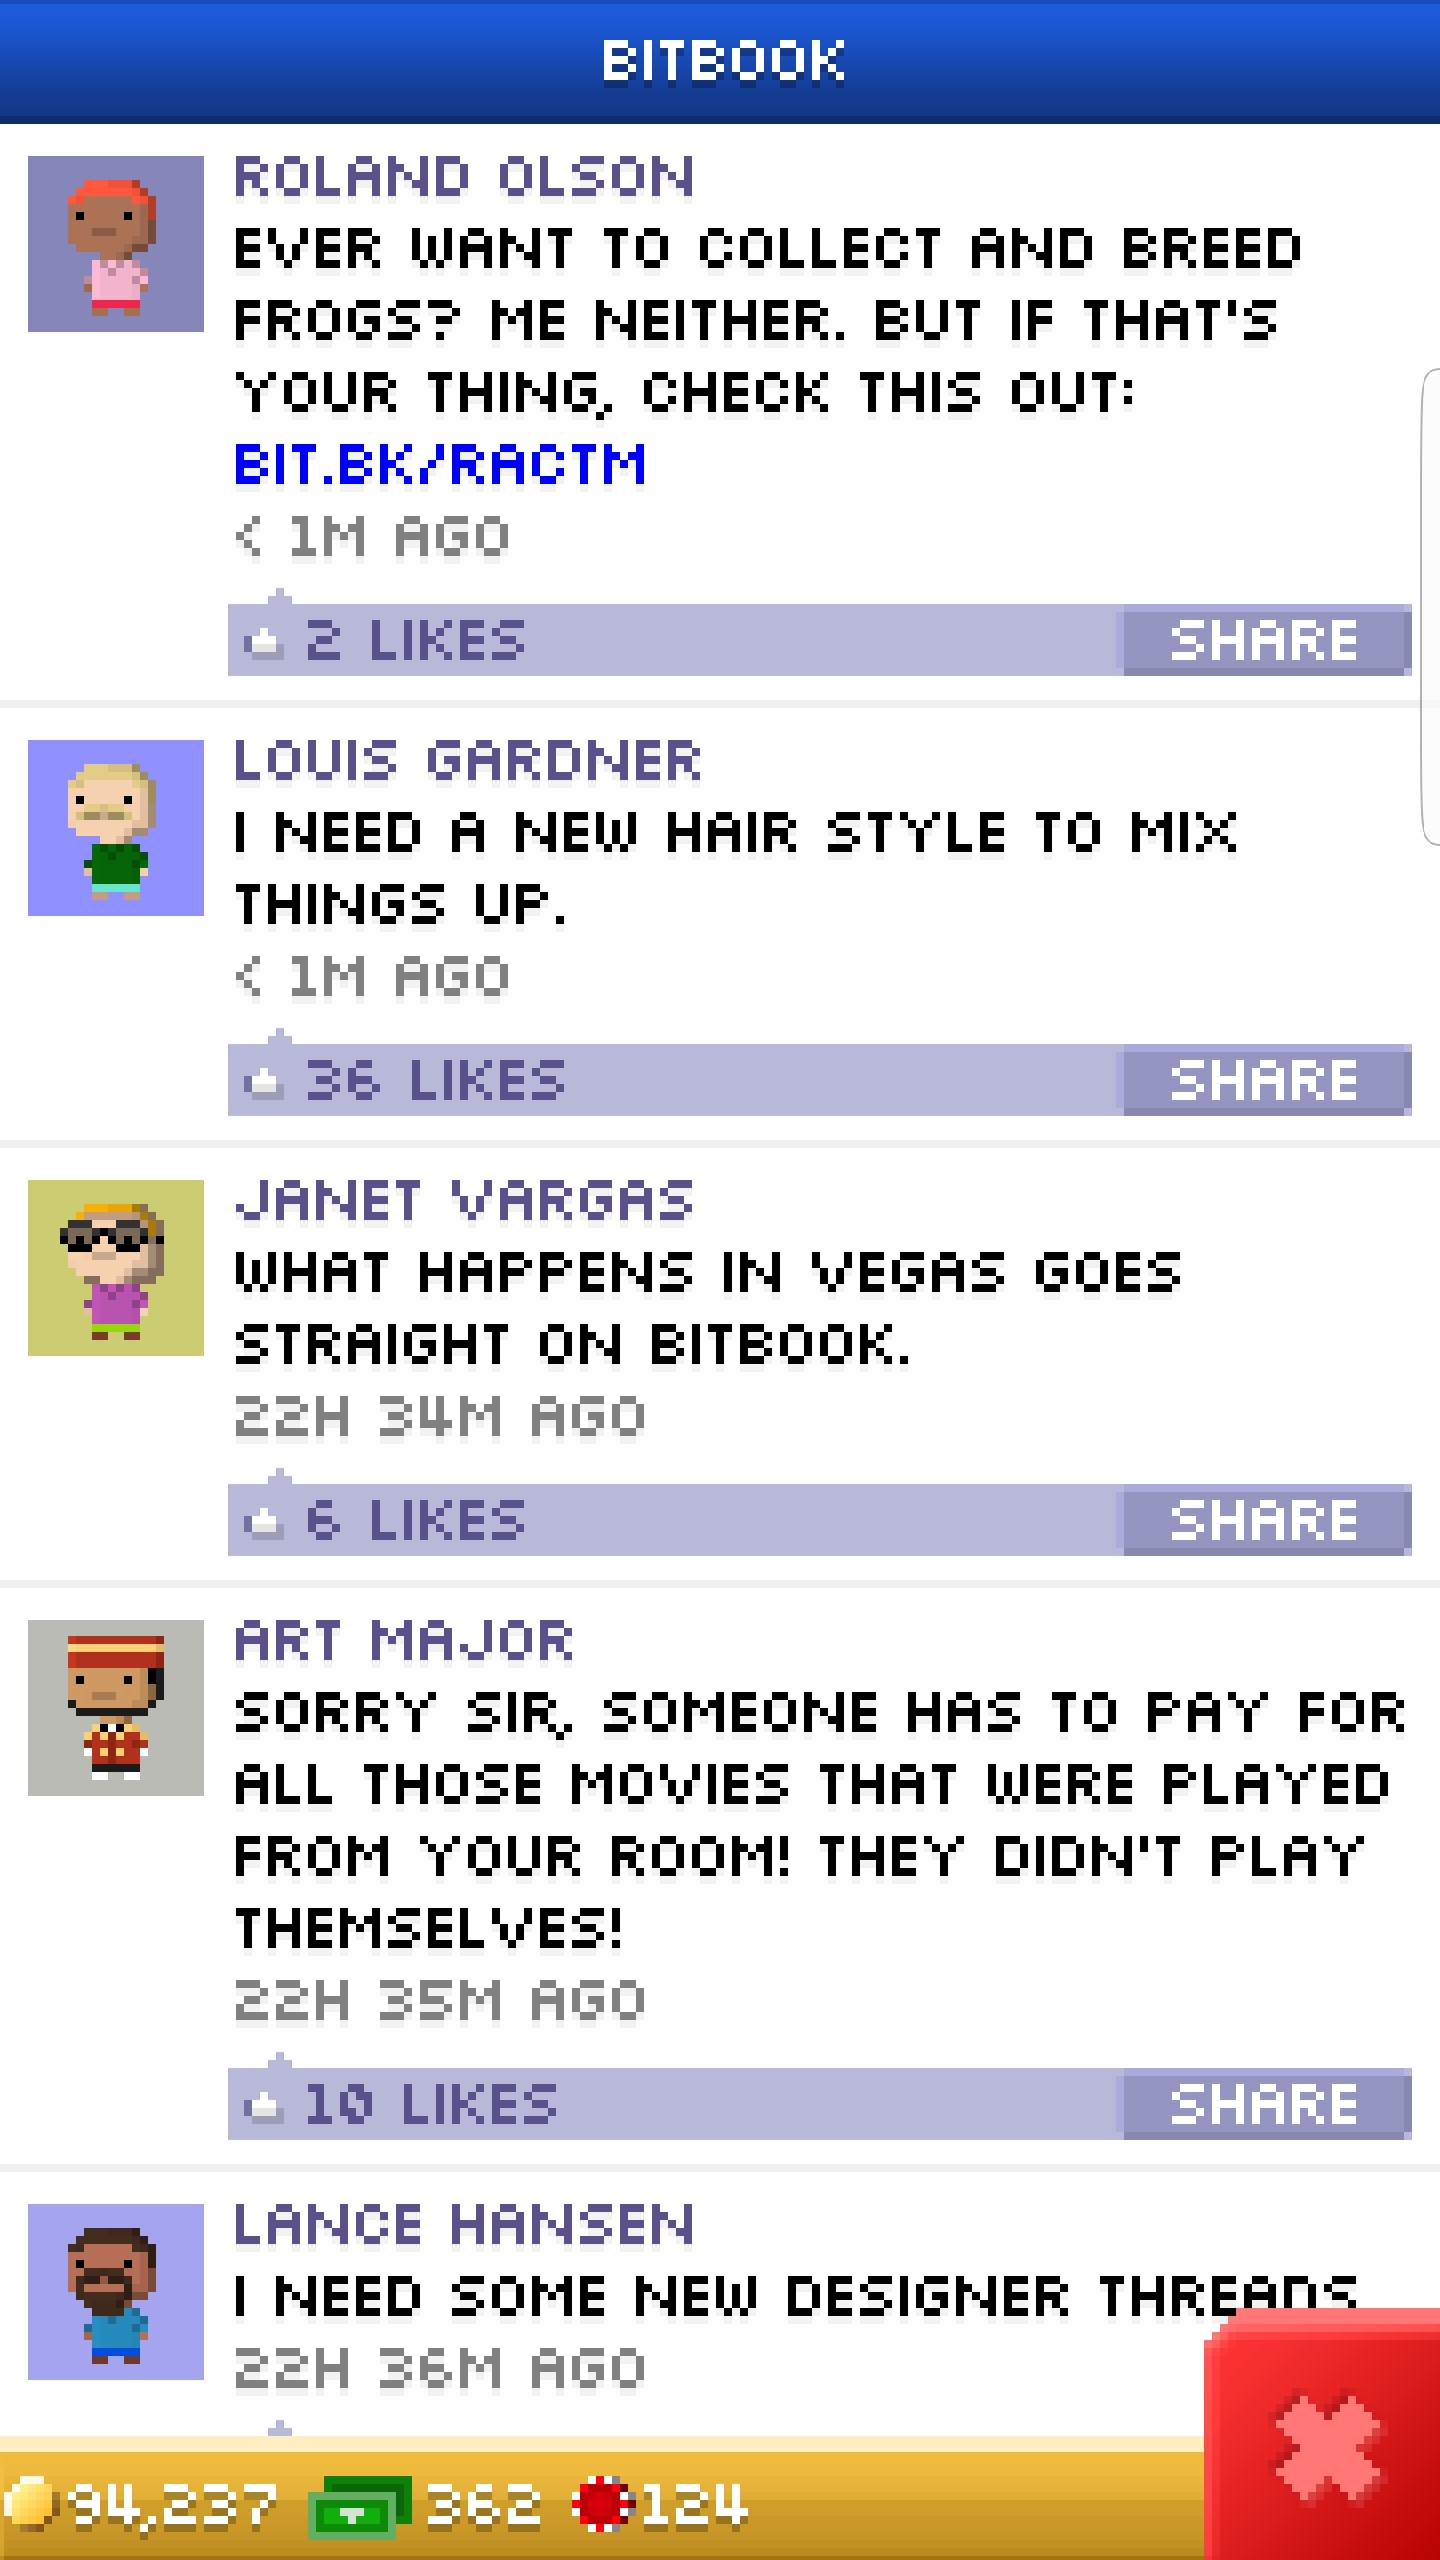 BITBOOK
ROLAND OLSON
EVER WANT TO COLLECT AND BREED
FROGS? ME NEITHER. BUT IF THAT'S
YOUR THING, CHECK THIS OUT:
BIT.BK/RACTM
< 1M AGO
2 LIKES SHARE
LOUIS GARDNER
I NEED A NEW HAIR STYLE TO MIX
THINGS UP.
< 1M AGO
36 LIKES SHARE
JANET VARGAS
WHAT HAPPENS IN VEGAS GOES
STRAIGHT ON BITBOOK.
22H 34M AGO
6 LIKES SHARE
ART MAJOR
SORRY SIR, SOMEONE HAS TO PAY FOR
ALL THOSE MOVIES THAT WERE PLAYED
FROM YOUR ROOM! THEY DIDN'T PLAY
THEMSELVES!
22H 35M AGO
10 LIKES SHARE
LANCE HANSEN
I NEED SOME NEW DESIGNER THREADS
22H 36M AGO
94,237 362 124